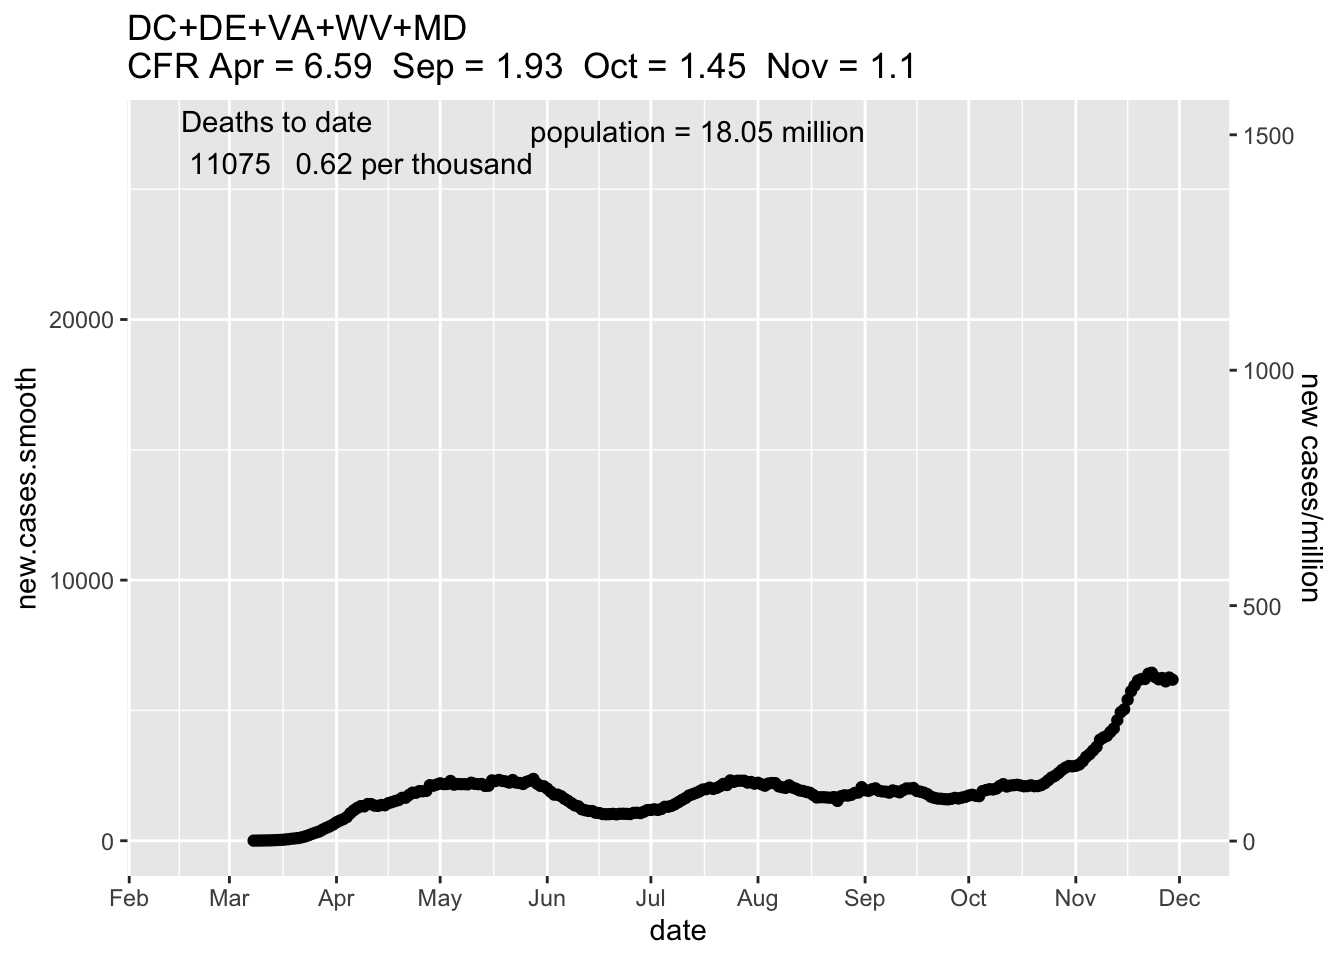 DC+DE+VA+WV+MD
CFR Apr = 6.59  Sep = 1.93  Oct = 1.45  Nov = 1.1
Deaths to date
11075   0.62 per thousand
population = 18.05 million
new.cases.smooth
20000
10000
0
1500
1000
500
0
new cases/million
Feb Mar Apr May Jun Jul Aug Sep Oct Nov Dec
date